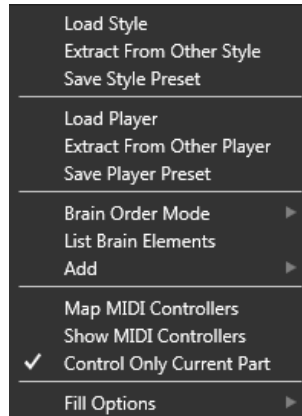 Load Style
Extract From Other Style
Save Style Preset
Load Player
Extract From Other Player
Save Player Preset
Brain Order Mode
List Brain Elements
Add
Map MIDI Controllers
Show MIDI Controllers
Control Only Current Part
Fill Options